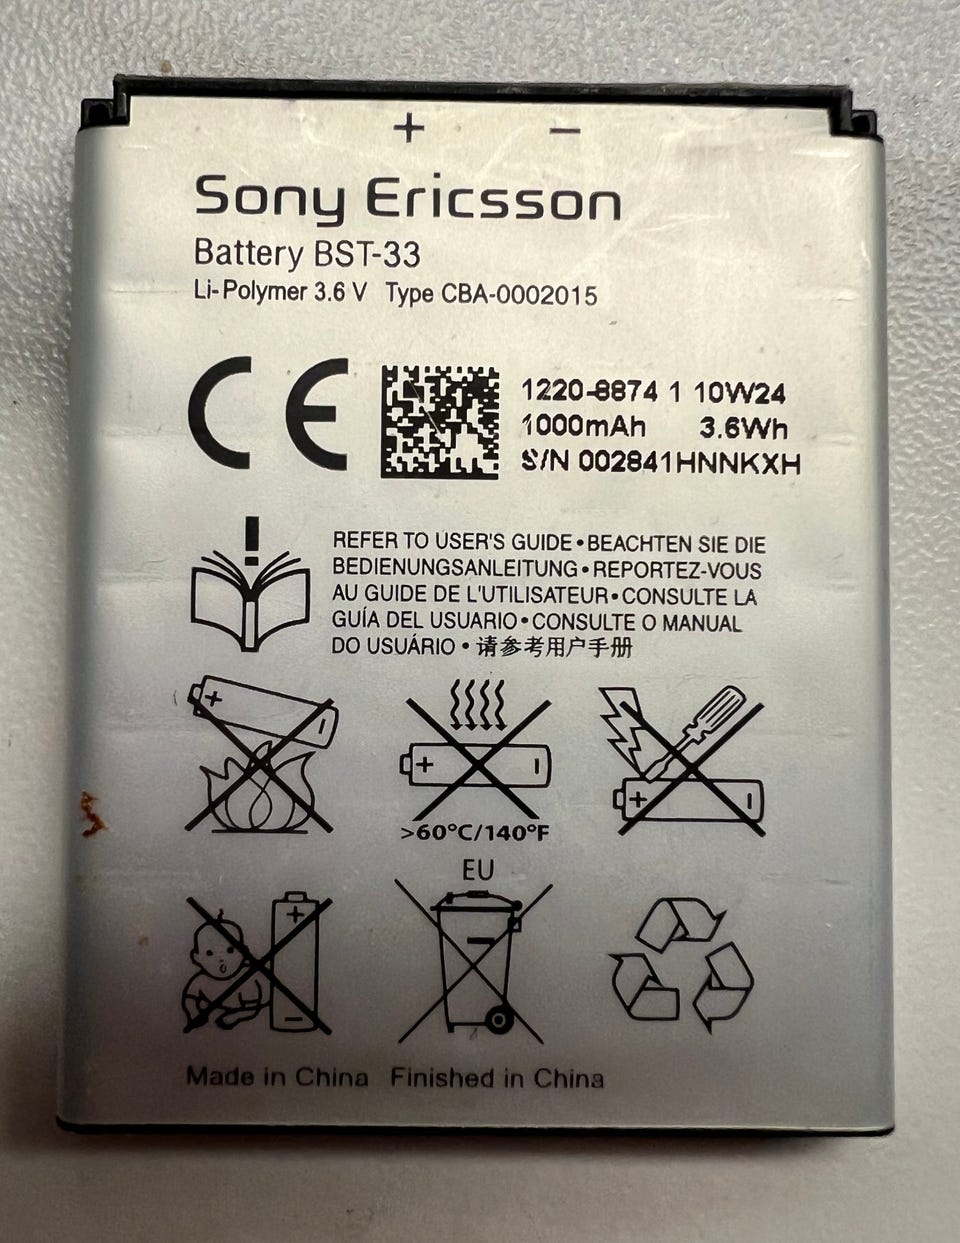 + −
Sony Ericsson
Battery BST-33
Li-Polymer 3.6 V Type CBA-0002015
CE
1220-8874 1 10W24
1000mAh 3.6Wh
S/N 002841HNNKXH
REFER TO USER'S GUIDE • BEACHTEN SIE DIE
BEDIENUNGSANLEITUNG • REPORTEZ-VOUS
AU GUIDE DE L'UTILISATEUR • CONSULTE LA
GUÍA DEL USUARIO • CONSULTE O MANUAL
DO USUÁRIO • 请参考用户手册
>60°C/140°F
EU
Made in China Finished in China